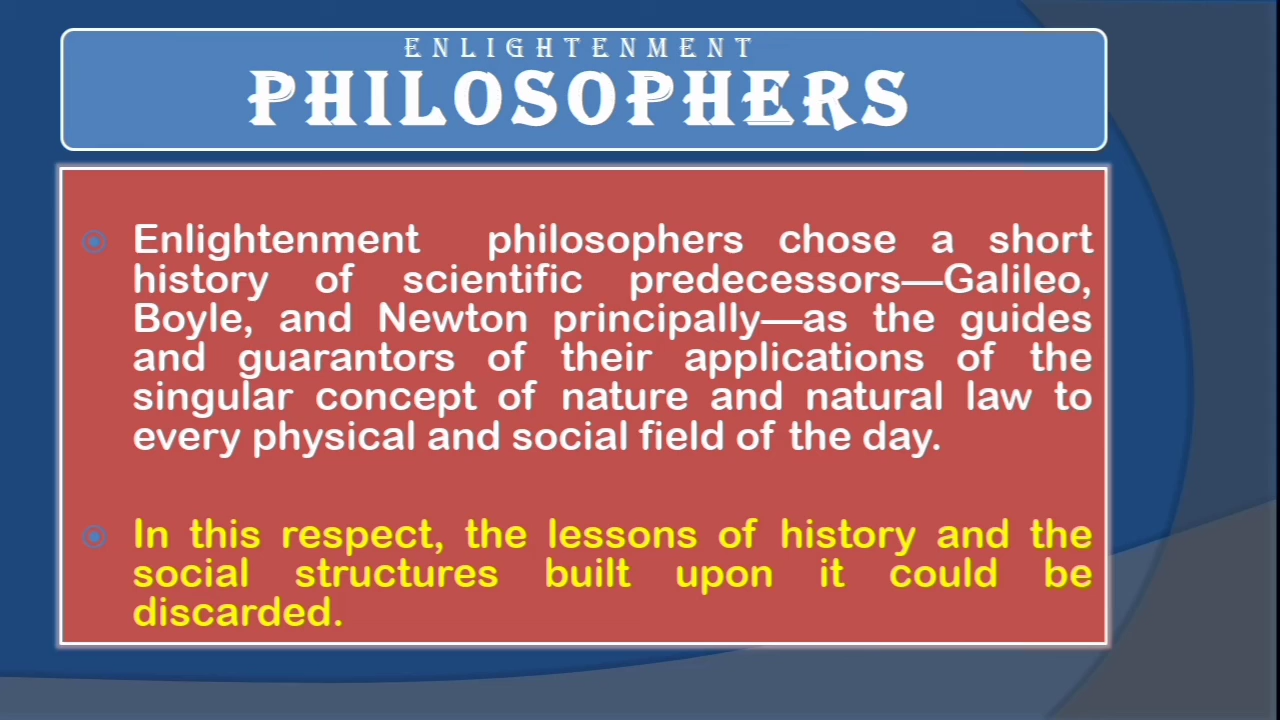 ENLIGHTENMENT
PHILOSOPHERS
Enlightenment philosophers chose a short
history of scientific predecessors—Galileo,
Boyle, and Newton principally—as the guides
and guarantors of their applications of the
singular concept of nature and natural law to
every physical and social field of the day.
In this respect, the lessons of history and the
social structures built upon it could be
discarded.